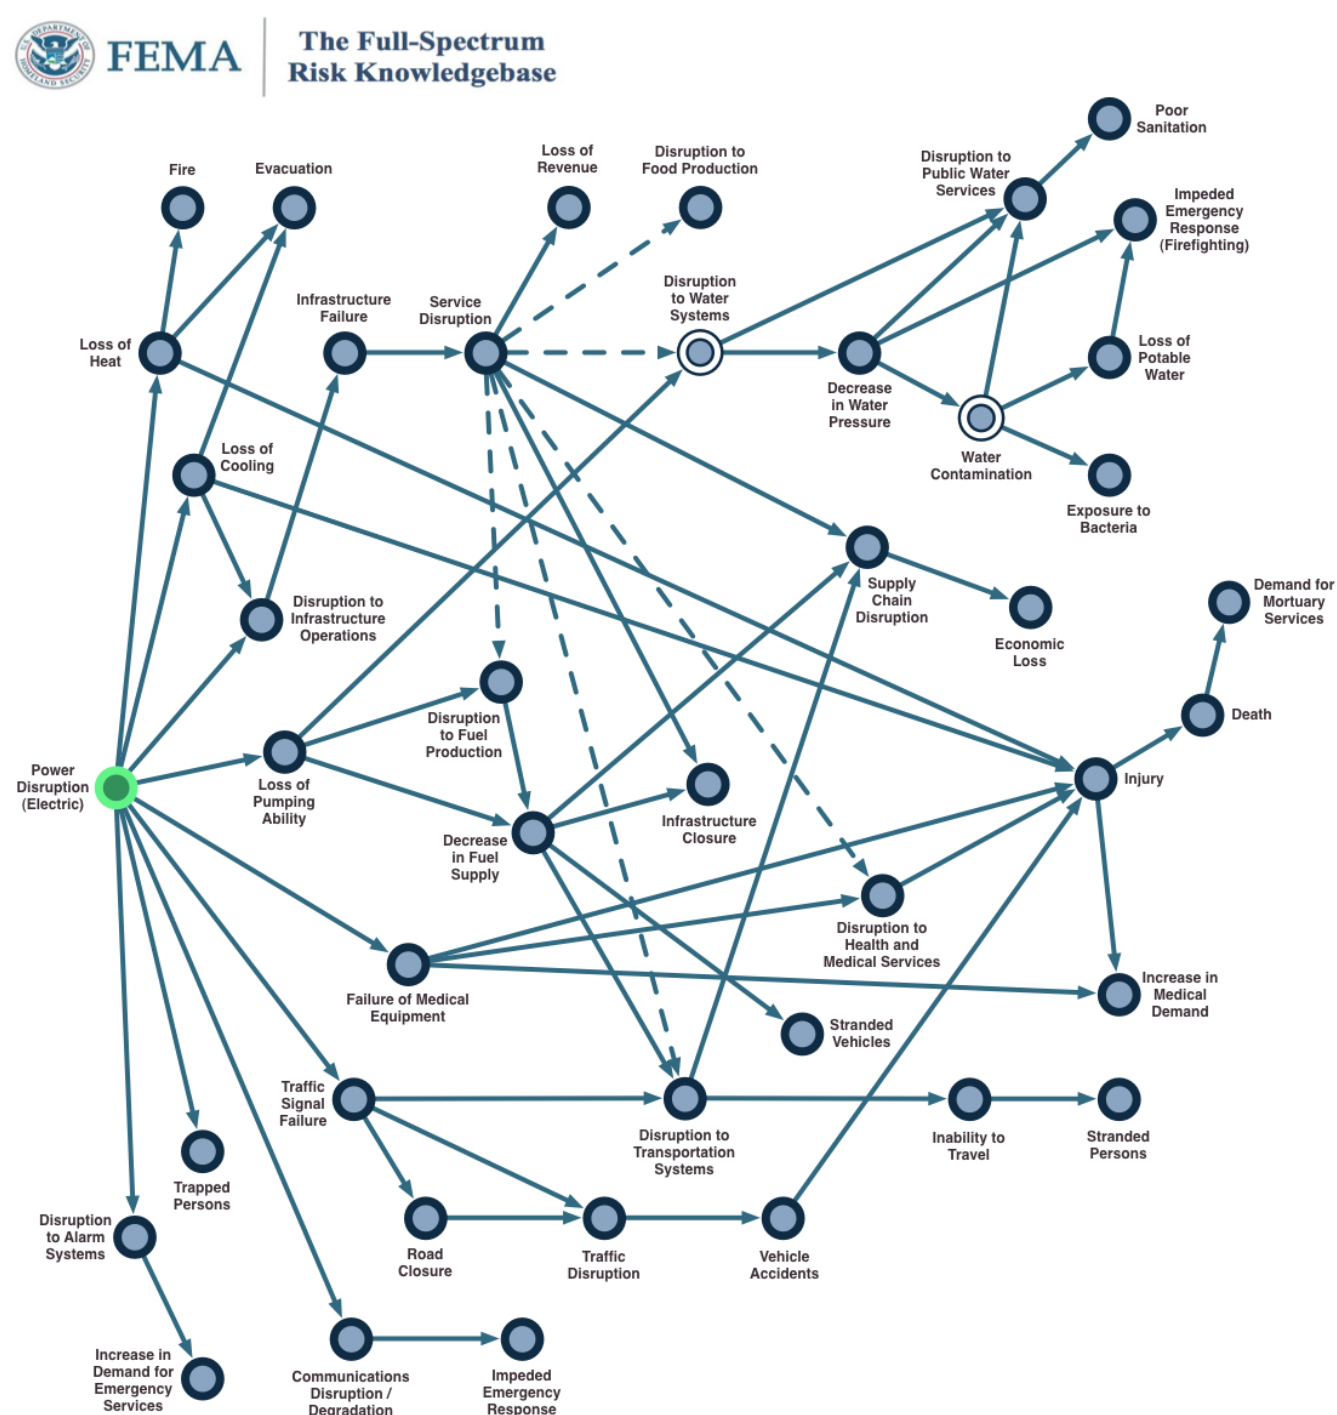 U.S. DEPARTMENT OF
HOMELAND SECURITY
FEMA
The Full-Spectrum
Risk Knowledgebase
Poor
Sanitation
Fire
Evacuation
Loss of
Revenue
Disruption to
Food Production
Disruption to
Public Water
Services
Impeded
Emergency
Response
(Firefighting)
Infrastructure
Failure
Service
Disruption
Disruption
to Water
Systems
Loss of
Heat
Decrease
in Water
Pressure
Loss of
Potable
Water
Loss of
Cooling
Water
Contamination
Exposure to
Bacteria
Disruption to
Infrastructure
Operations
Supply
Chain
Disruption
Economic
Loss
Demand for
Mortuary
Services
Death
Disruption
to Fuel
Production
Power
Disruption
(Electric)
Loss of
Pumping
Ability
Injury
Decrease
in Fuel
Supply
Infrastructure
Closure
Disruption to
Health and
Medical Services
Failure of Medical
Equipment
Increase in
Medical
Demand
Stranded
Vehicles
Traffic
Signal
Failure
Disruption to
Transportation
Systems
Inability to
Travel
Stranded
Persons
Trapped
Persons
Disruption
to Alarm
Systems
Road
Closure
Traffic
Disruption
Vehicle
Accidents
Increase in
Demand for
Emergency
Services
Communications
Disruption /
Degradation
Impeded
Emergency
Response